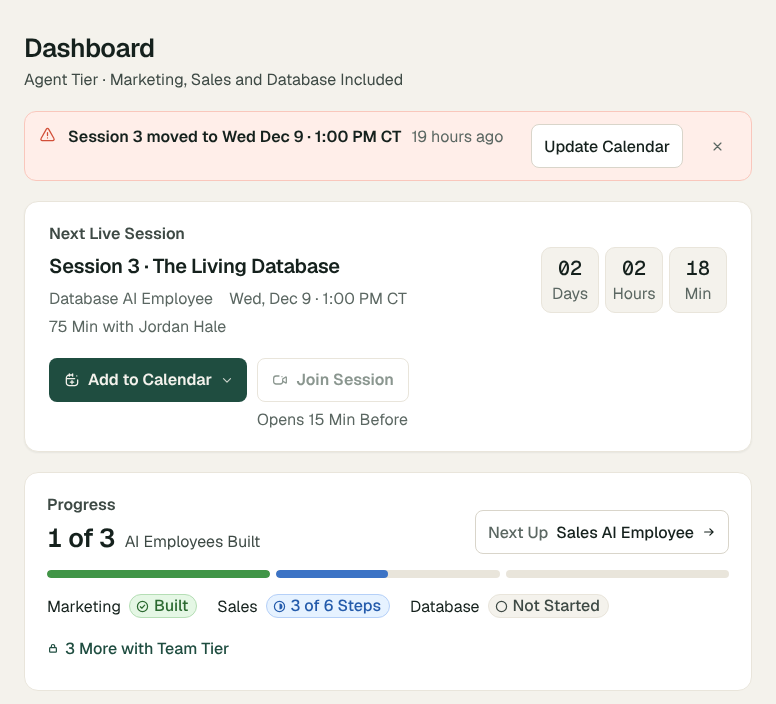 Dashboard
Agent Tier · Marketing, Sales and Database Included
Session 3 moved to Wed Dec 9 · 1:00 PM CT 19 hours ago
Update Calendar
Next Live Session
Session 3 · The Living Database
Database AI Employee Wed, Dec 9 · 1:00 PM CT
75 Min with Jordan Hale
02 02 18
Days Hours Min
Add to Calendar
Join Session
Opens 15 Min Before
Progress
1 of 3 AI Employees Built
Next Up Sales AI Employee →
Marketing Built Sales 3 of 6 Steps Database Not Started
3 More with Team Tier